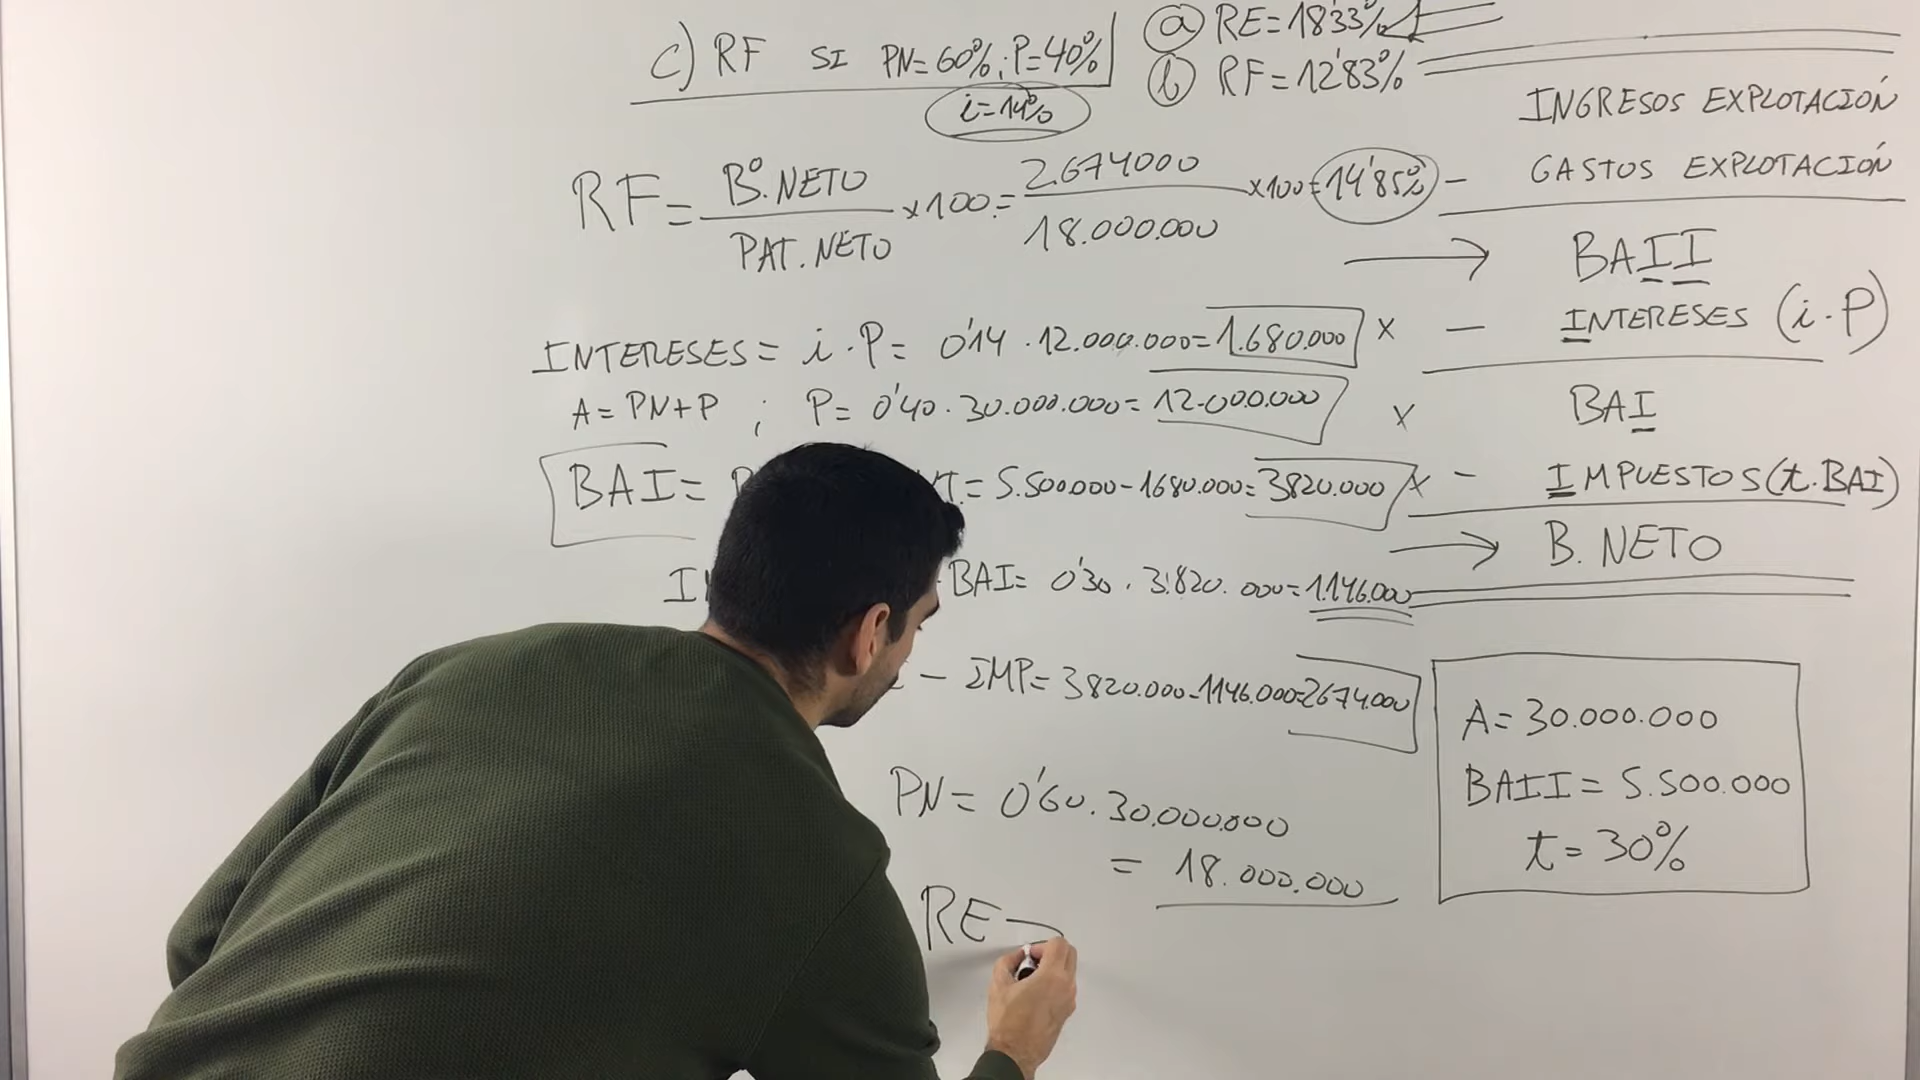 c) RF SI PN=60%; P=40%
i=14%
a RE=18'33%
b RF=12'83%
RF= Bº.NETO / PAT. NETO x100= 2.674000 / 18.000.000 x100=14'85%
INTERESES= i·P= 0'14 · 12.000.000=1.680.000 x
A= PN+P ; P= 0'40·30.000.000= 12.000.000 x
BAI= = 5.500.000-1680.000=3820.000 x
BAI= 0'30 . 3.820.000=1.146.000
- IMP= 3820.000-1146.000=2674.000
PN= 0'60.30.000.000
= 18.000.000
RE
INGRESOS EXPLOTACIÓN
- GASTOS EXPLOTACIÓN
→ BAII
- INTERESES (i·P)
BAI
- IMPUESTOS (t.BAI)
→ B. NETO
A= 30.000.000
BAII= 5.500.000
t= 30%